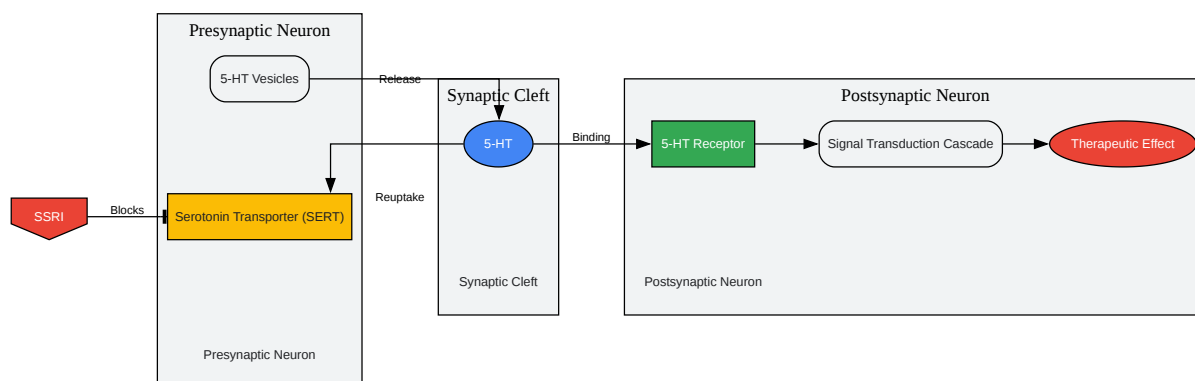 Presynaptic Neuron
5-HT Vesicles
Release
Synaptic Cleft
Postsynaptic Neuron
5-HT
Binding
5-HT Receptor
Signal Transduction Cascade
Therapeutic Effect
Reuptake
SSRI
Blocks
Serotonin Transporter (SERT)
Synaptic Cleft
Postsynaptic Neuron
Presynaptic Neuron